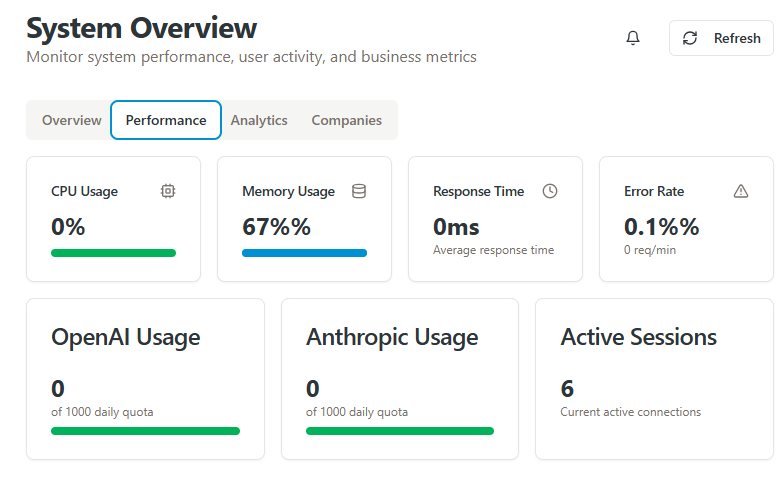 System Overview
Monitor system performance, user activity, and business metrics
Refresh
Overview Performance Analytics Companies
CPU Usage
0%
Memory Usage
67%%
Response Time
0ms
Average response time
Error Rate
0.1%%
0 req/min
OpenAI Usage
0
of 1000 daily quota
Anthropic Usage
0
of 1000 daily quota
Active Sessions
6
Current active connections